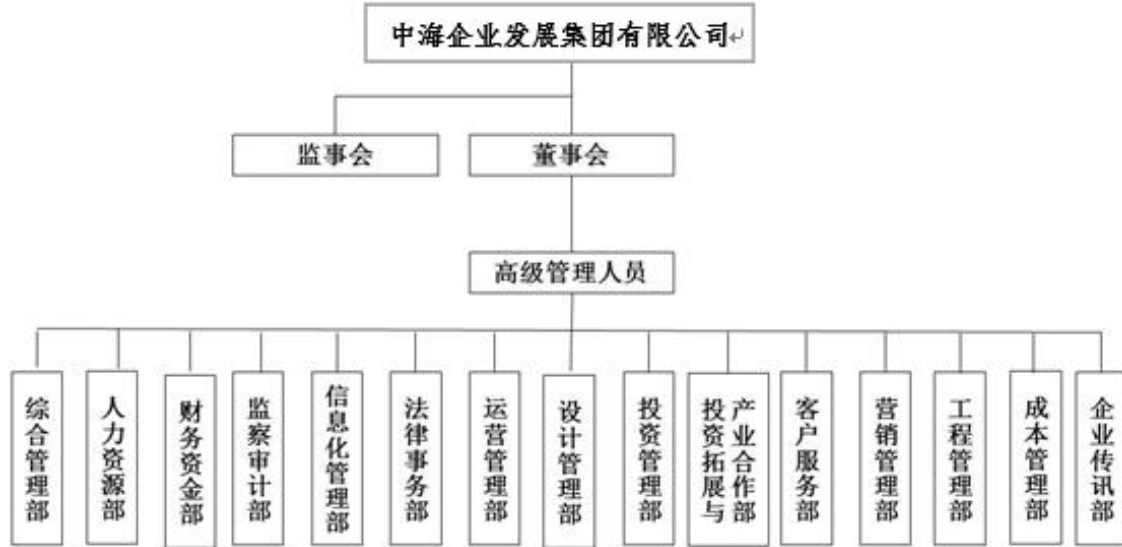 中海企业发展集团有限公司
监事会
董事会
高级管理人员
综合管理部
人力资源部
财务资金部
监察审计部
信息化管理部
法律事务部
运营管理部
设计管理部
投资管理部
投资拓展与
产业合作部
客户服务部
营销管理部
工程管理部
成本管理部
企业传讯部